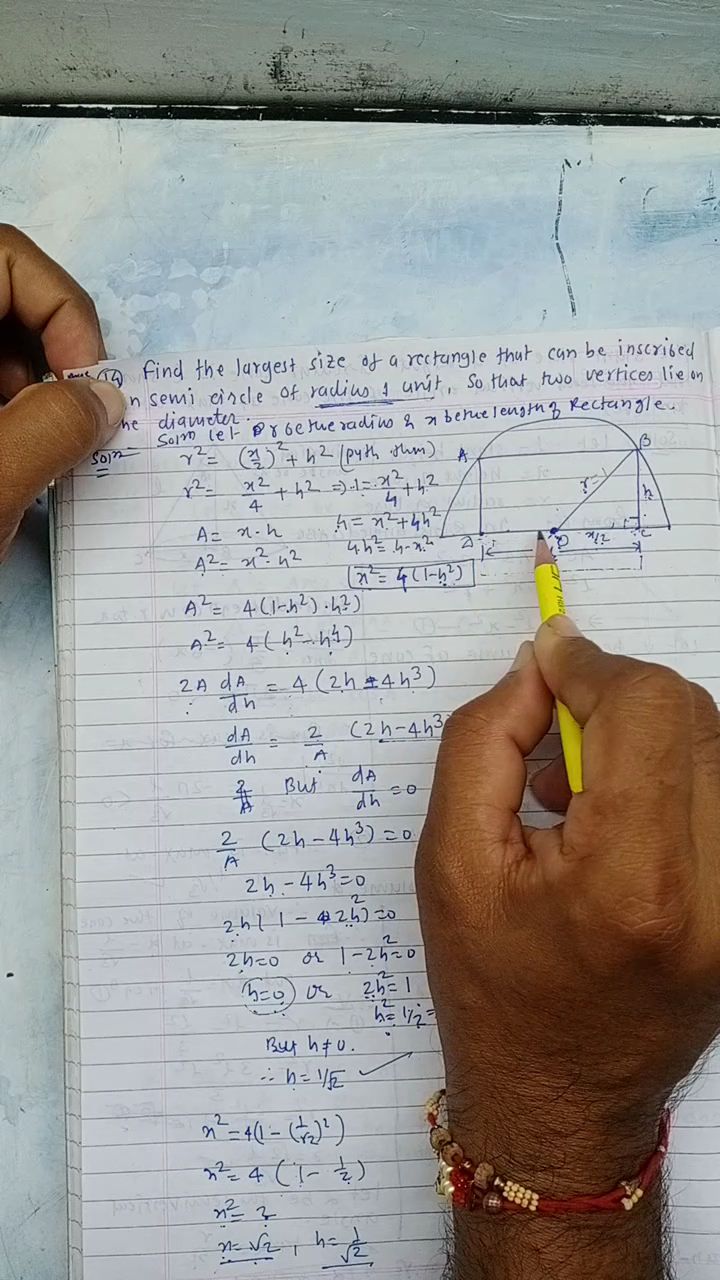 (14) Find the largest size of a rectangle that can be inscribed
n semi circle of radius 1 unit. So that two vertices lie on
he diameter.
Soln Let r be the radius & x be the length of Rectangle
Soln
r² = (x/2)² + h² (pyth thm)
r² = x²/4 + h² ⇒ 1 = x²/4 + h²
A = x·h
4 = x² + 4h²
A² = x²·h²
4h² = 4-x²
x² = 4(1-h²)
A B
r=1
h
x/2
x
A² = 4(1-h²)·h²
A² = 4(h²-h⁴)
2A dA/dh = 4(2h-4h³)
dA/dh = 2/A (2h-4h³
2/A But dA/dh = 0
2/A (2h-4h³) = 0
2h-4h³=0
2h(1-2h²)=0
2h=0 or 1-2h²=0
h=0 or 2h²=1
h²=1/2=
But h≠0.
∴ h=1/√2
x²=4(1-(1/√2)²)
x²=4(1-1/2)
x²=2
x=√2, h=1/√2